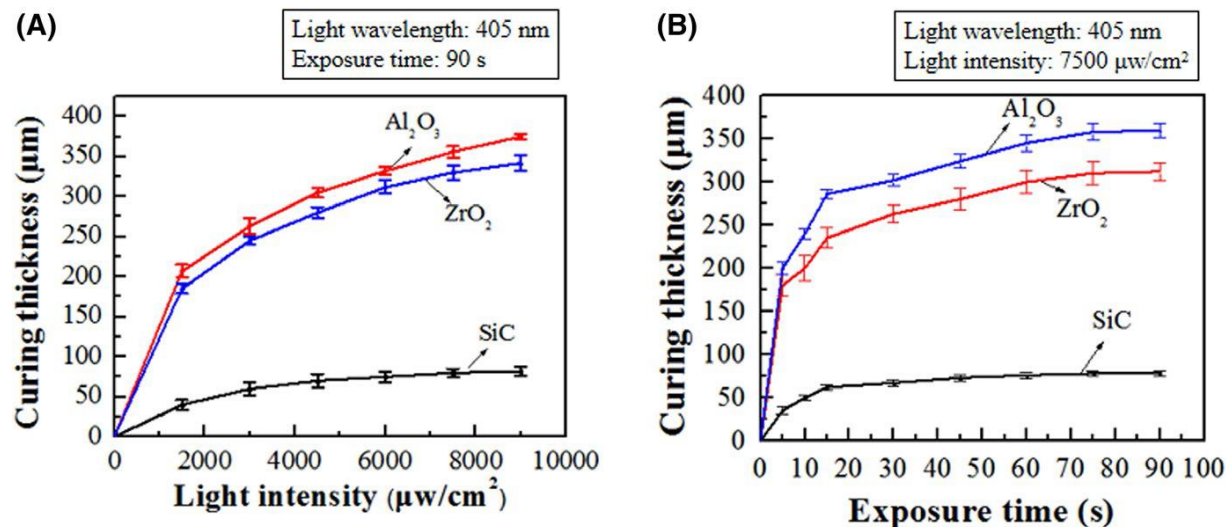 (A)
Light wavelength: 405 nm
Exposure time: 90 s
400
350
300
250
200
150
100
50
0
Curing thickness (μm)
Al₂O₃
ZrO₂
SiC
0 2000 4000 6000 8000 10000
Light intensity (μw/cm²)
(B)
Light wavelength: 405 nm
Light intensity: 7500 μw/cm²
400
350
300
250
200
150
100
50
0
Curing thickness (μm)
Al₂O₃
ZrO₂
SiC
0 10 20 30 40 50 60 70 80 90 100
Exposure time (s)